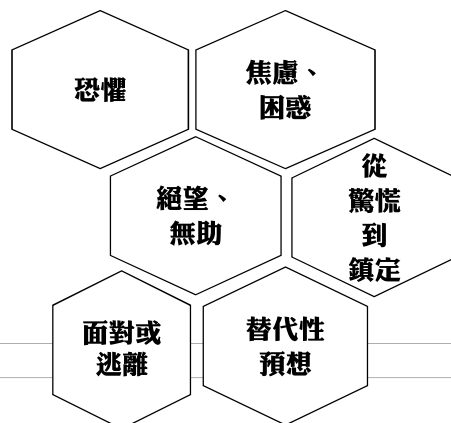 恐懼
焦慮、
困惑
絕望、
無助
從
驚慌
到
鎮定
面對或
逃離
替代性
預想